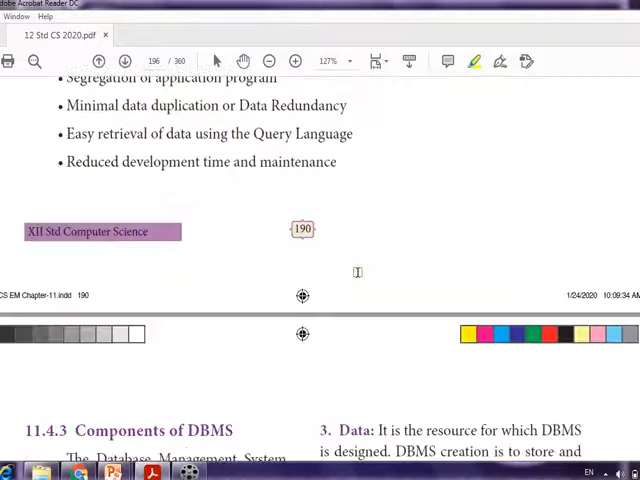 Adobe Acrobat Reader DC
Window Help
12 Std CS 2020.pdf ×
196 / 360
127%
• Segregation of application program
• Minimal data duplication or Data Redundancy
• Easy retrieval of data using the Query Language
• Reduced development time and maintenance
XII Std Computer Science
190
CS EM Chapter-11.indd 190
1/24/2020 10:09:34 AM
11.4.3 Components of DBMS
The Database Management System
3. Data: It is the resource for which DBMS
is designed. DBMS creation is to store and
EN